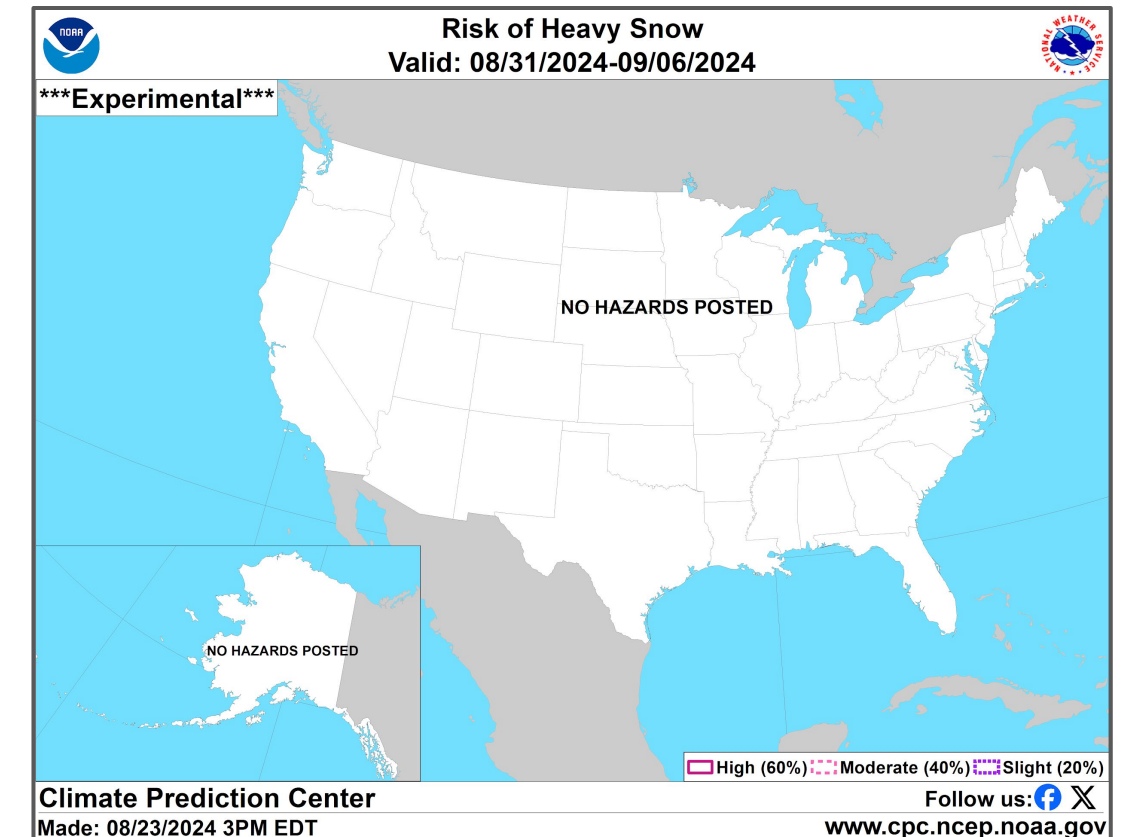 NOAA
Risk of Heavy Snow
Valid: 08/31/2024-09/06/2024
NATIONAL WEATHER SERVICE
***Experimental***
NO HAZARDS POSTED
NO HAZARDS POSTED
High (60%) Moderate (40%) Slight (20%)
Climate Prediction Center
Follow us:
Made: 08/23/2024 3PM EDT
www.cpc.ncep.noaa.gov